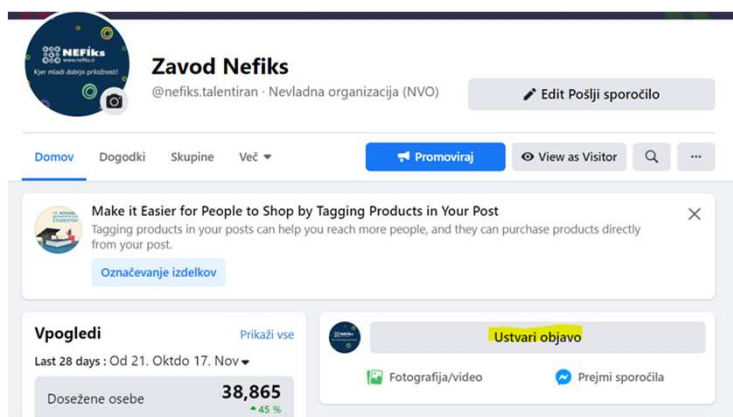 NEFiks
www.nefiks.si
Kjer mladi dobijo priložnost!
Zavod Nefiks
@nefiks.talentiran · Nevladna organizacija (NVO)
Edit Pošlji sporočilo
Domov Dogodki Skupine Več Promoviraj View as Visitor ...
Make it Easier for People to Shop by Tagging Products in Your Post
Tagging products in your posts can help you reach more people, and they can purchase products directly
from your post.
Označevanje izdelkov
Vpogledi Prikaži vse
Last 28 days : Od 21. Oktdo 17. Nov
Dosežene osebe 38,865
45 %
Ustvari objavo
Fotografija/video Prejmi sporočila